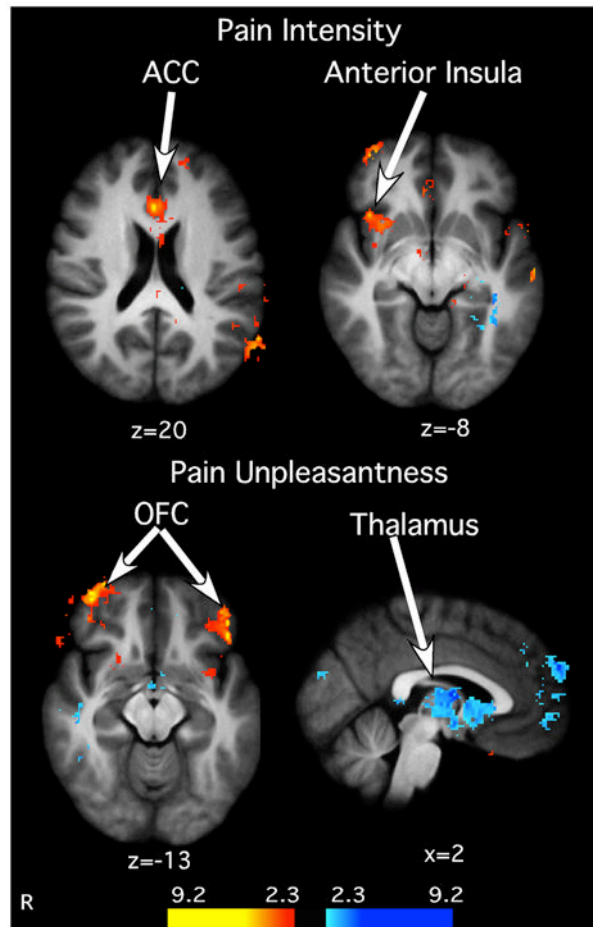 Pain Intensity
ACC
Anterior Insula
z=20
z=-8
Pain Unpleasantness
OFC
Thalamus
z=-13
x=2
R
9.2 2.3 2.3 9.2